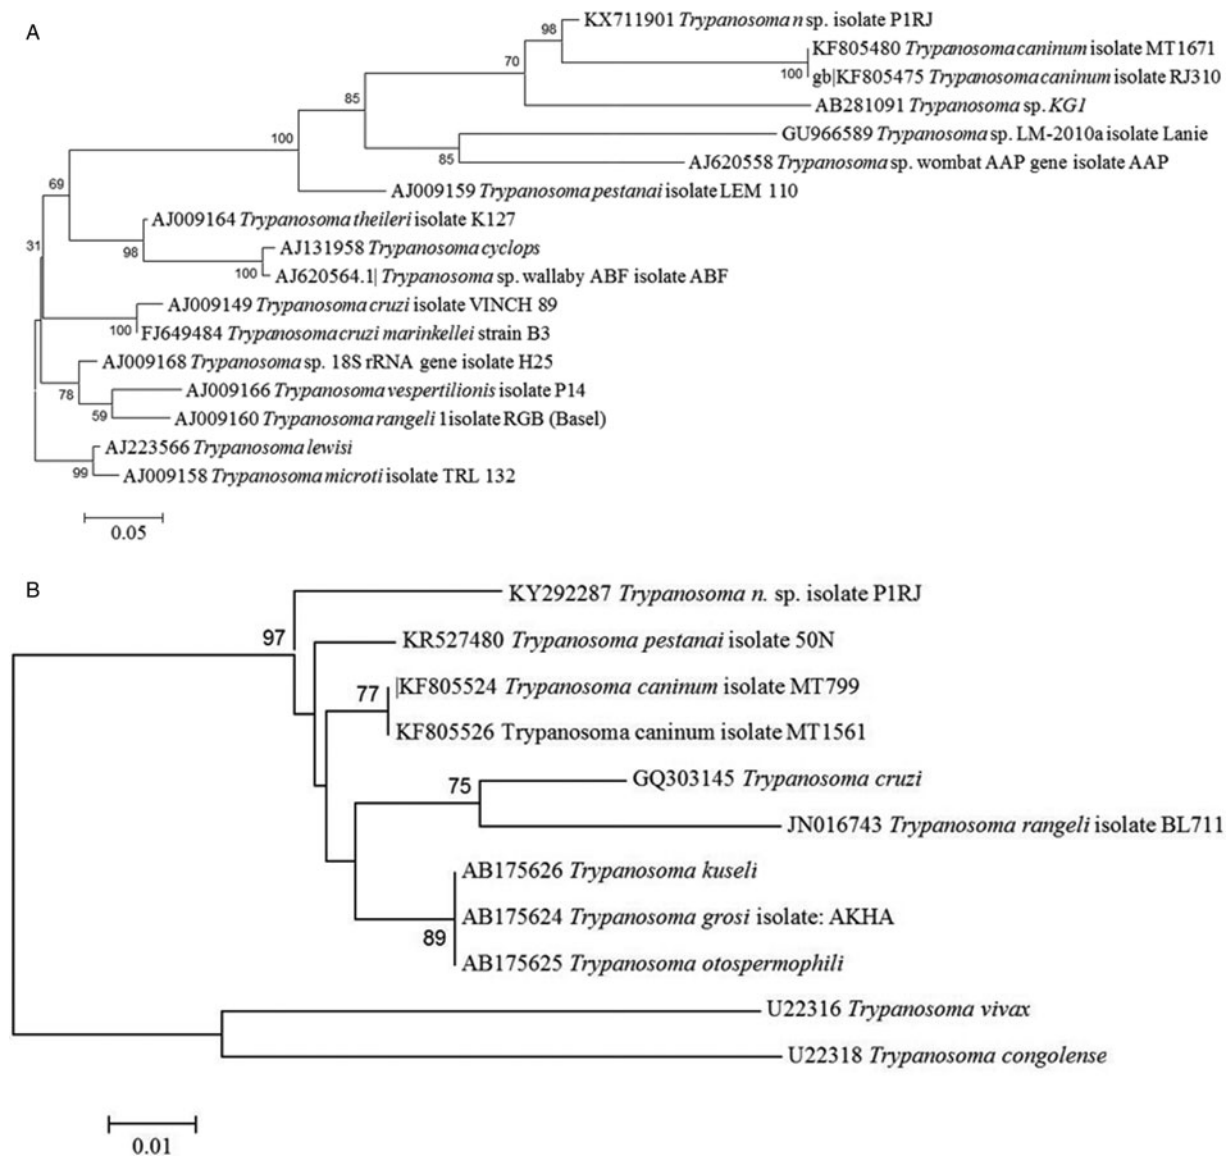 A
KX711901 Trypanosoma n sp. isolate P1RJ
98
KF805480 Trypanosoma caninum isolate MT1671
70
100
gb|KF805475 Trypanosoma caninum isolate RJ310
85
AB281091 Trypanosoma sp. KG1
100
GU966589 Trypanosoma sp. LM-2010a isolate Lanie
85
AJ620558 Trypanosoma sp. wombat AAP gene isolate AAP
69
AJ009159 Trypanosoma pestanai isolate LEM 110
AJ009164 Trypanosoma theileri isolate K127
31
98
AJ131958 Trypanosoma cyclops
100
AJ620564.1| Trypanosoma sp. wallaby ABF isolate ABF
AJ009149 Trypanosoma cruzi isolate VINCH 89
100
FJ649484 Trypanosoma cruzi marinkellei strain B3
AJ009168 Trypanosoma sp. 18S rRNA gene isolate H25
78
AJ009166 Trypanosoma vespertilionis isolate P14
59
AJ009160 Trypanosoma rangeli 1isolate RGB (Basel)
AJ223566 Trypanosoma lewisi
99
AJ009158 Trypanosoma microti isolate TRL 132
0.05
B
KY292287 Trypanosoma n. sp. isolate P1RJ
97
KR527480 Trypanosoma pestanai isolate 50N
77
|KF805524 Trypanosoma caninum isolate MT799
KF805526 Trypanosoma caninum isolate MT1561
75
GQ303145 Trypanosoma cruzi
JN016743 Trypanosoma rangeli isolate BL711
AB175626 Trypanosoma kuseli
AB175624 Trypanosoma grosi isolate: AKHA
89
AB175625 Trypanosoma otospermophili
U22316 Trypanosoma vivax
U22318 Trypanosoma congolense
0.01